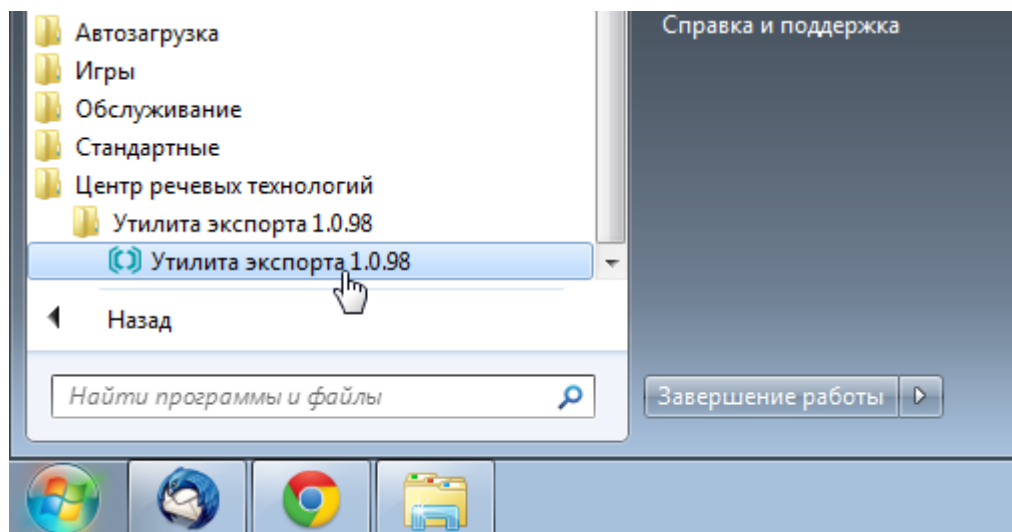 Автозагрузка
Игры
Обслуживание
Стандартные
Центр речевых технологий
Утилита экспорта 1.0.98
Утилита экспорта 1.0.98
Назад
Найти программы и файлы
Справка и поддержка
Завершение работы